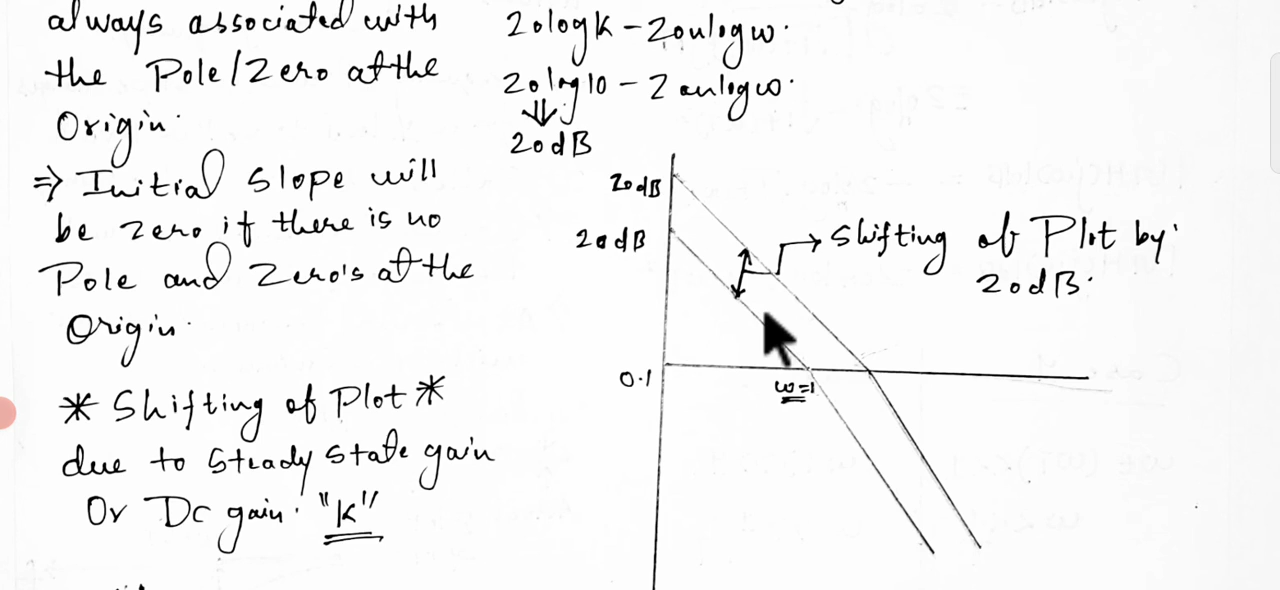 always associated with
the Pole/Zero at the
Origin.
⇒ Initial slope will
be zero if there is no
Pole and Zero's at the
Origin.
* Shifting of Plot *
due to Steady State gain
Or Dc gain. "K"
20logK - 20nlogω.
20log10 - 20nlogω.
⇓
20dB
20dB
20dB
→ Shifting of Plot by
20dB.
0.1
ω=1